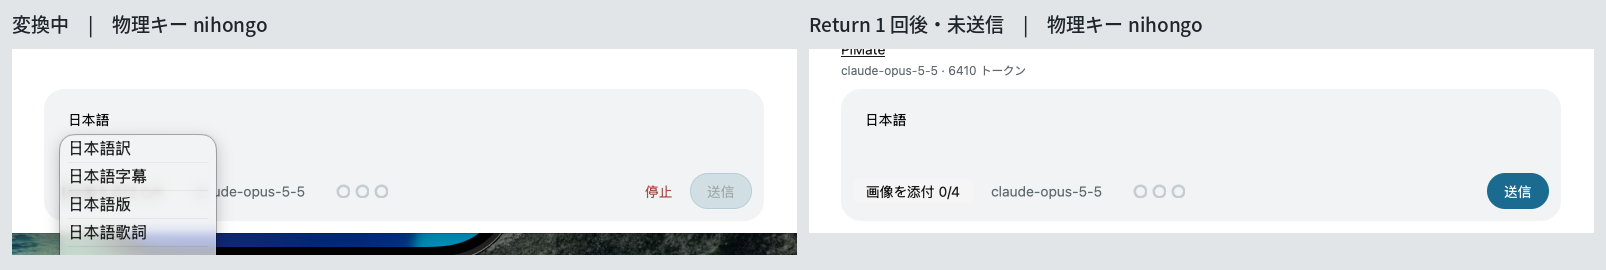 変換中 | 物理キー nihongo
日本語
日本語訳
日本語字幕
日本語版
日本語歌詞
ude-opus-5-5
停止
送信
Return 1 回後・未送信 | 物理キー nihongo
PiMate
claude-opus-5-5 · 6410 トークン
日本語
画像を添付 0/4
claude-opus-5-5
送信